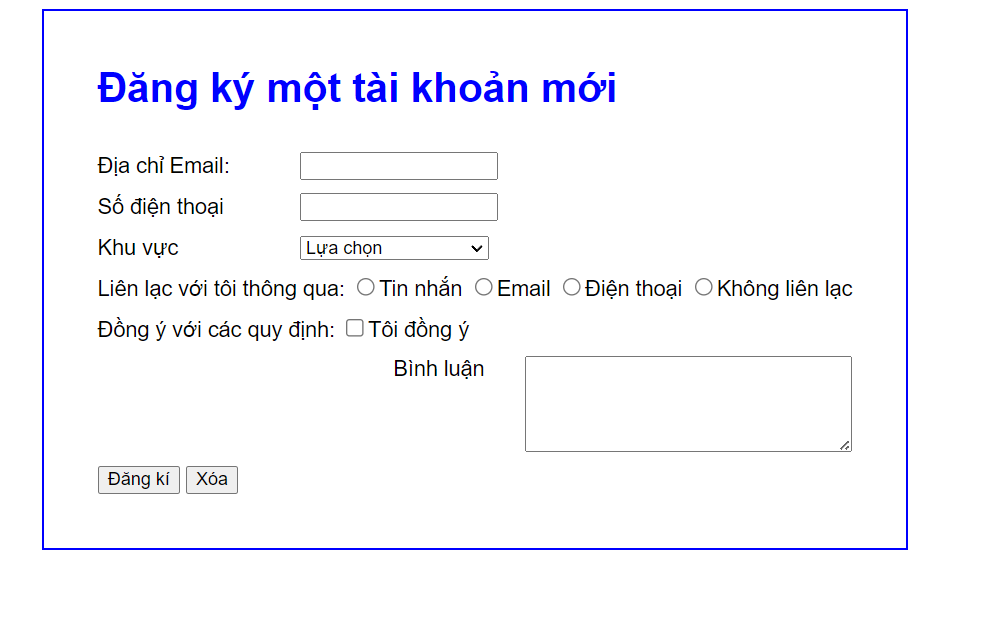 Đăng ký một tài khoản mới
Địa chỉ Email:
Số điện thoại
Khu vực Lựa chọn
Liên lạc với tôi thông qua: Tin nhắn Email Điện thoại Không liên lạc
Đồng ý với các quy định: Tôi đồng ý
Bình luận
Đăng kí Xóa